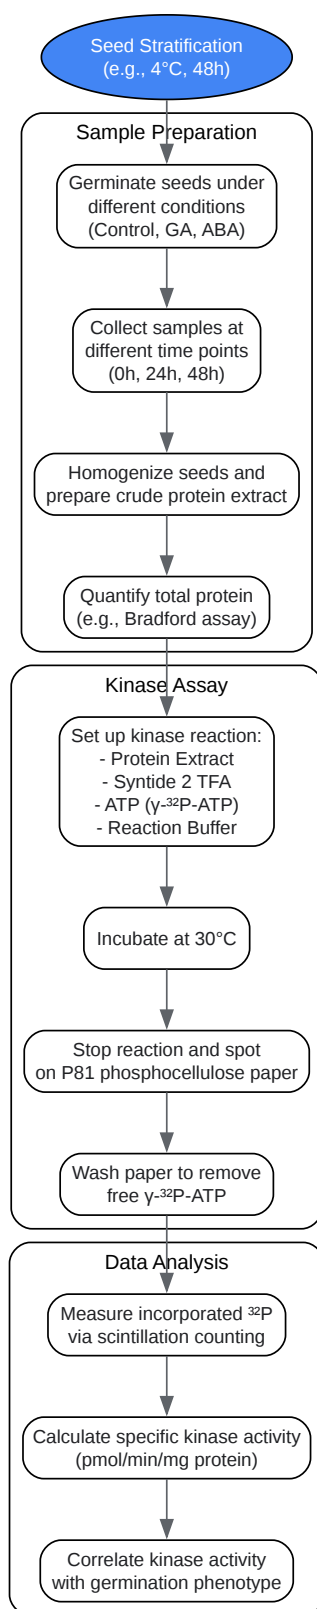 Seed Stratification
(e.g., 4°C, 48h)
Sample Preparation
Germinate seeds under
different conditions
(Control, GA, ABA)
Collect samples at
different time points
(0h, 24h, 48h)
Homogenize seeds and
prepare crude protein extract
Quantify total protein
(e.g., Bradford assay)
Kinase Assay
Set up kinase reaction:
- Protein Extract
- Syntide 2 TFA
- ATP (γ-³²P-ATP)
- Reaction Buffer
Incubate at 30°C
Stop reaction and spot
on P81 phosphocellulose paper
Wash paper to remove
free γ-³²P-ATP
Data Analysis
Measure incorporated ³²P
via scintillation counting
Calculate specific kinase activity
(pmol/min/mg protein)
Correlate kinase activity
with germination phenotype